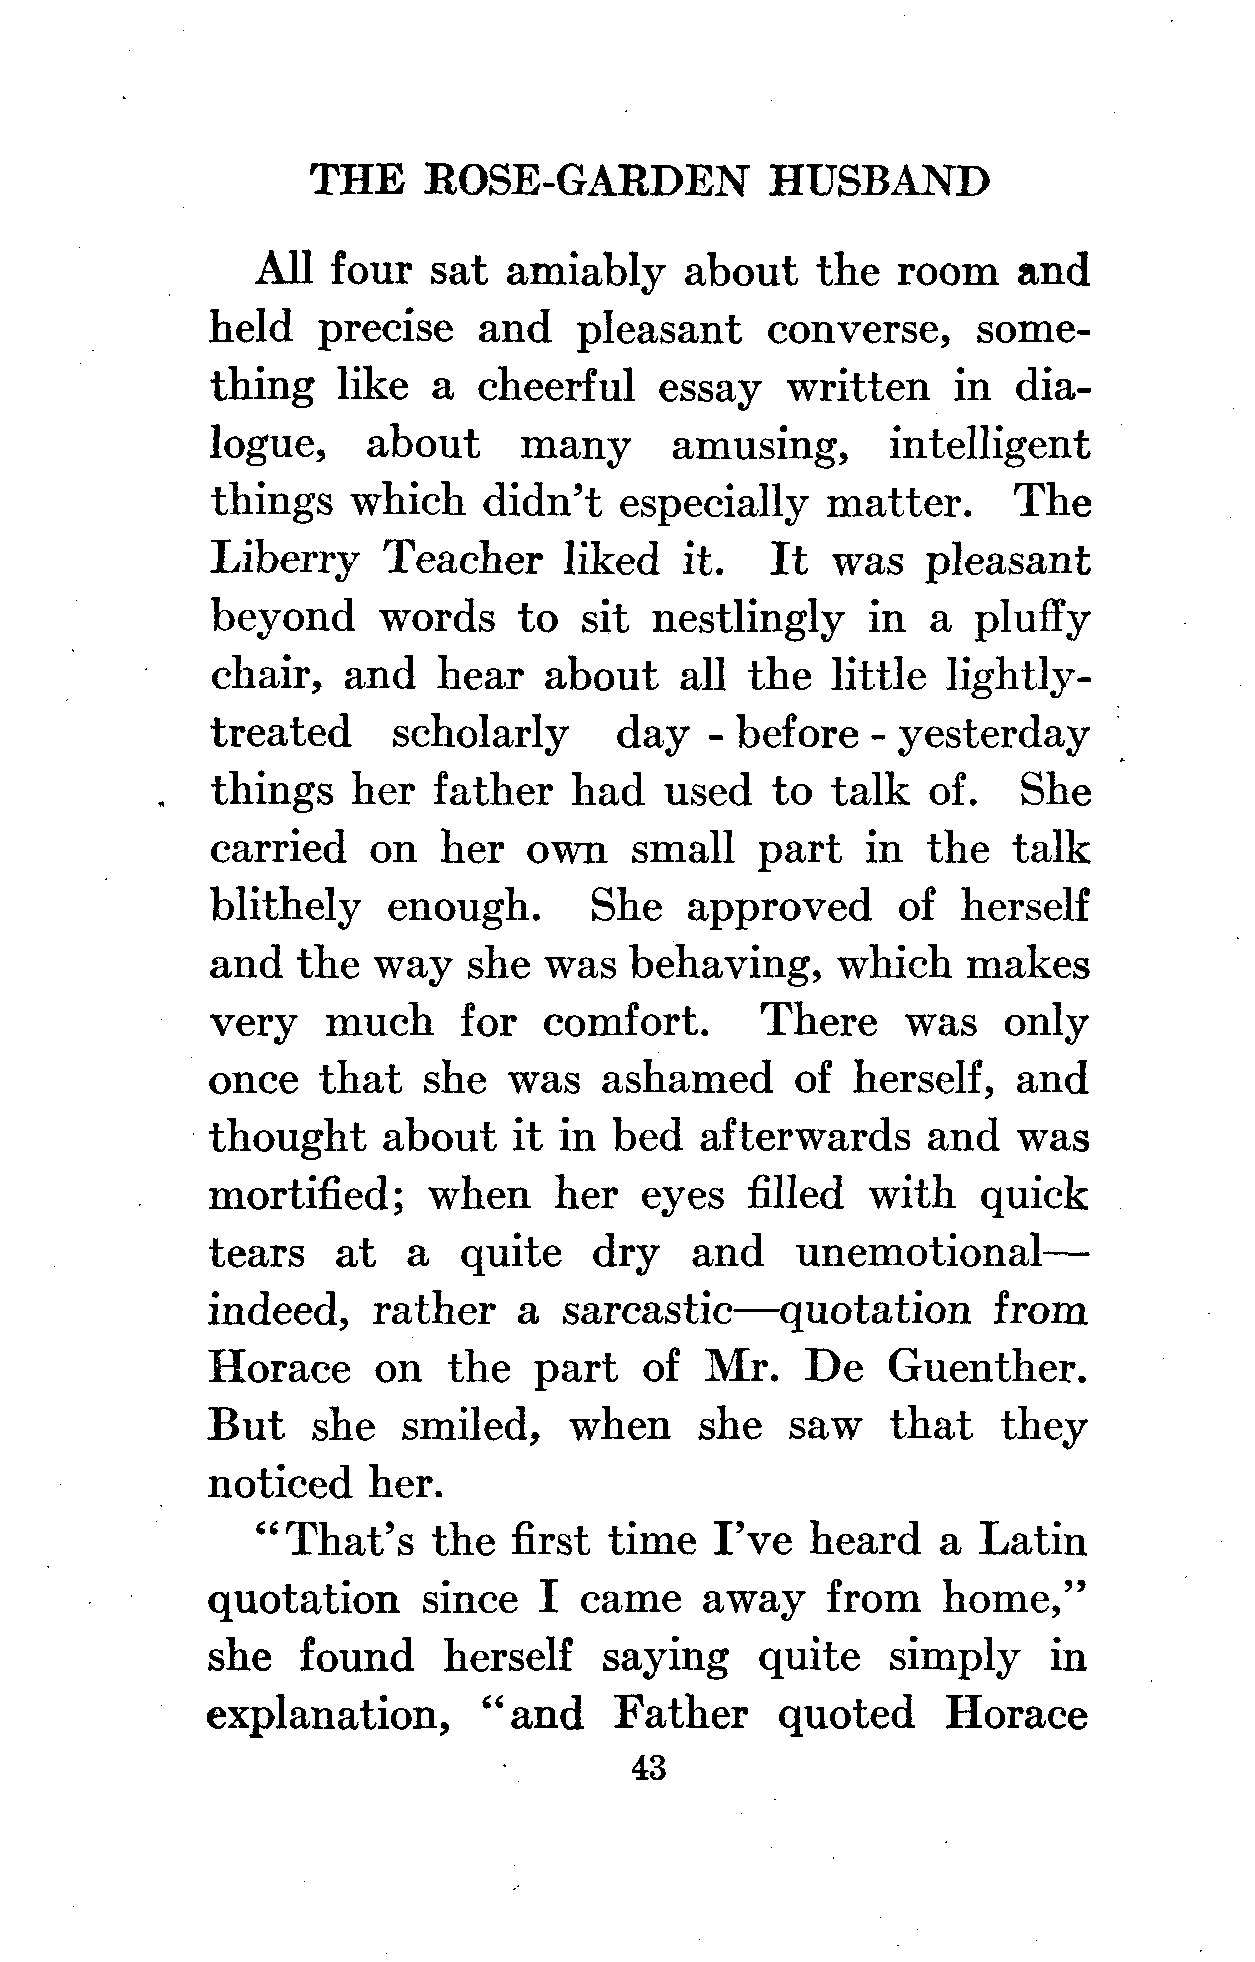 THE ROSE-GARDEN HUSBAND
All four sat amiably about the room and
held precise and pleasant converse, some-
thing like a cheerful essay written in dia-
logue, about many amusing, intelligent
things which didn't especially matter. The
Liberry Teacher liked it. It was pleasant
beyond words to sit nestlingly in a pluffy
chair, and hear about all the little lightly-
treated scholarly day - before - yesterday
things her father had used to talk of. She
carried on her own small part in the talk
blithely enough. She approved of herself
and the way she was behaving, which makes
very much for comfort. There was only
once that she was ashamed of herself, and
thought about it in bed afterwards and was
mortified; when her eyes filled with quick
tears at a quite dry and unemotional—
indeed, rather a sarcastic—quotation from
Horace on the part of Mr. De Guenther.
But she smiled, when she saw that they
noticed her.
“That's the first time I've heard a Latin
quotation since I came away from home,”
she found herself saying quite simply in
explanation, “and Father quoted Horace
43